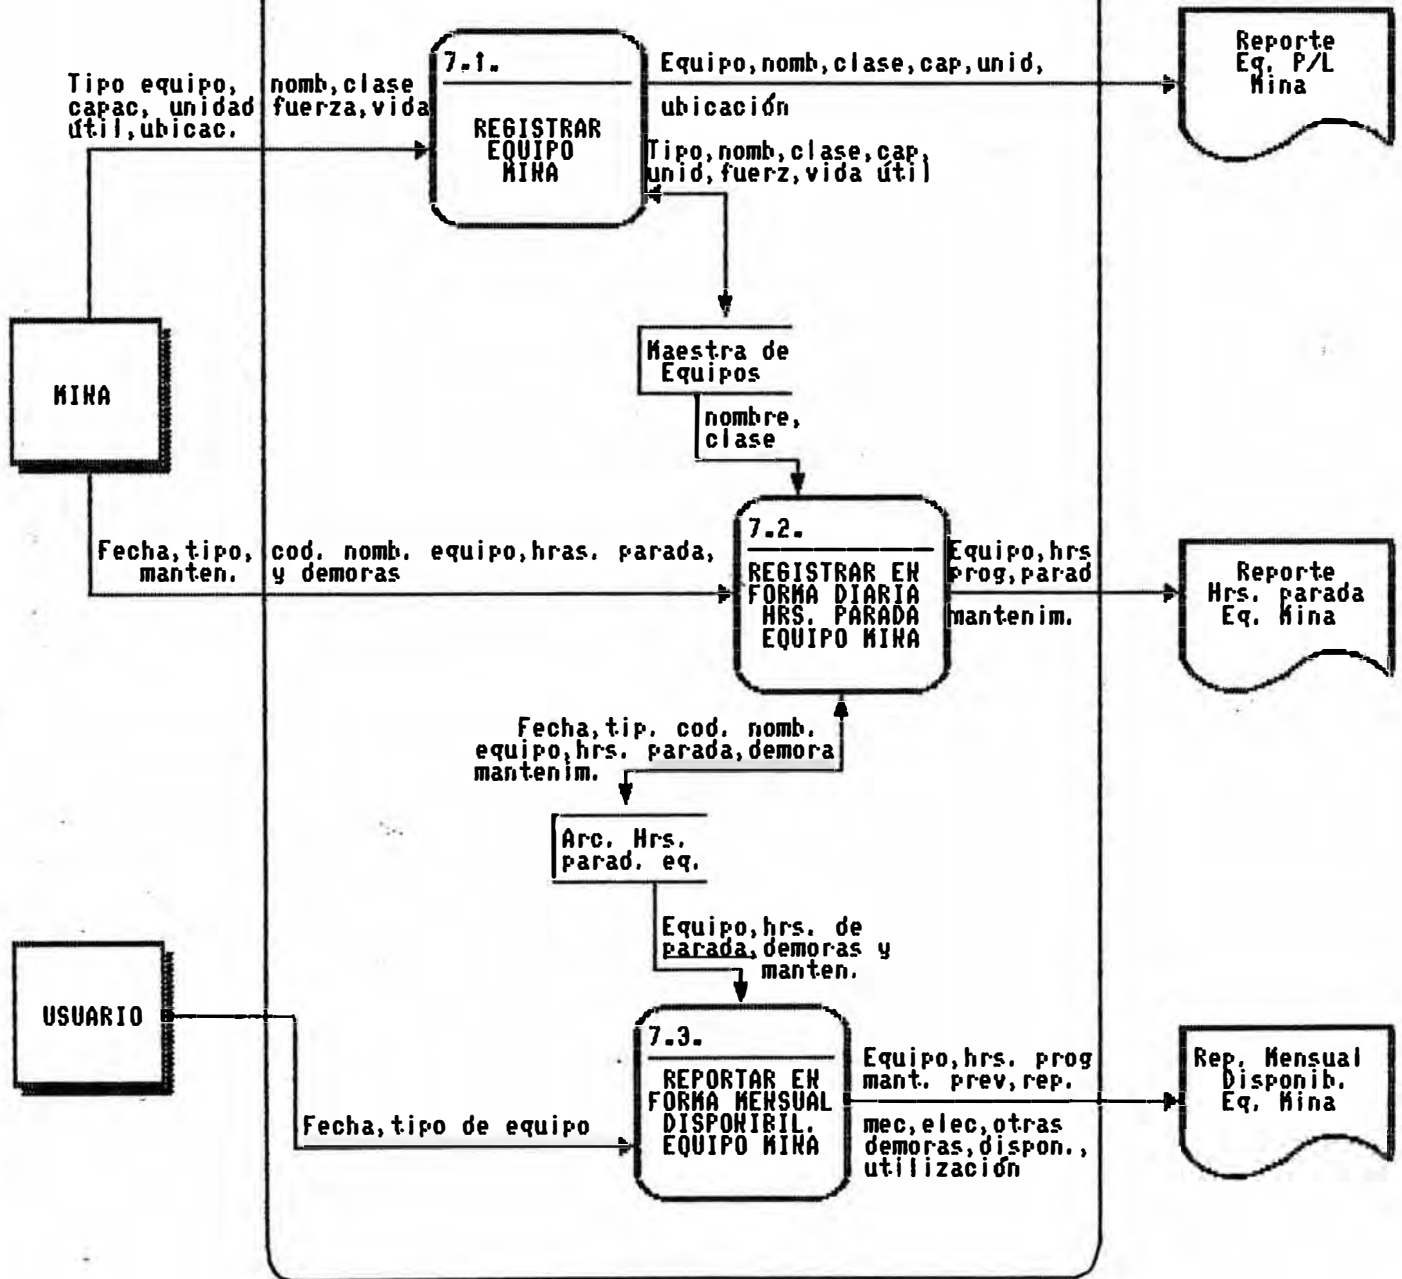 Tipo equipo, nomb,clase
capac, unidad fuerza,vida
útil,ubicac.
7.1.
REGISTRAR
EQUIPO
MINA
Equipo,nomb,clase,cap,unid,
ubicación
Tipo,nomb,clase,cap,
unid,fuerz,vida útil
Reporte
Eq. P/L
Mina
MINA
Maestra de
Equipos
nombre,
clase
Fecha,tipo, cod. nomb. equipo,hras. parada,
manten. y demoras
7.2.
REGISTRAR EN
FORMA DIARIA
HRS. PARADA
EQUIPO MINA
Equipo,hrs
prog,parad
mantenim.
Reporte
Hrs. parada
Eq. Mina
Fecha,tip. cod. nomb.
equipo,hrs. parada,demora
mantenim.
Arc. Hrs.
parad. eq.
Equipo,hrs. de
parada,demoras y
manten.
USUARIO
Fecha,tipo de equipo
7.3.
REPORTAR EN
FORMA MENSUAL
DISPONIBIL.
EQUIPO MINA
Equipo,hrs. prog
mant. prev,rep.
mec,elec,otras
demoras,dispon.,
utilización
Rep. Mensual
Disponib.
Eq. Mina